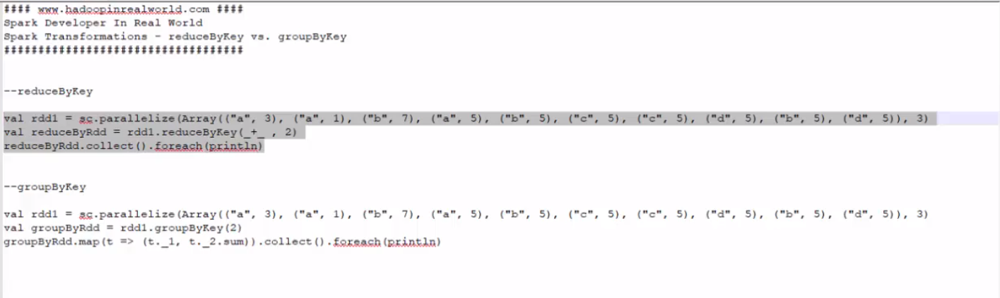 #### www.hadoopinrealworld.com ####
Spark Developer In Real World
Spark Transformations - reduceByKey vs. groupByKey
###################################
--reduceByKey
val rdd1 = sc.parallelize(Array(("a", 3), ("a", 1), ("b", 7), ("a", 5), ("b", 5), ("c", 5), ("c", 5), ("d", 5), ("b", 5), ("d", 5)), 3)
val reduceByRdd = rdd1.reduceByKey(_+_ , 2)
reduceByRdd.collect().foreach(println)
--groupByKey
val rdd1 = sc.parallelize(Array(("a", 3), ("a", 1), ("b", 7), ("a", 5), ("b", 5), ("c", 5), ("c", 5), ("d", 5), ("b", 5), ("d", 5)), 3)
val groupByRdd = rdd1.groupByKey(2)
groupByRdd.map(t => (t._1, t._2.sum)).collect().foreach(println)